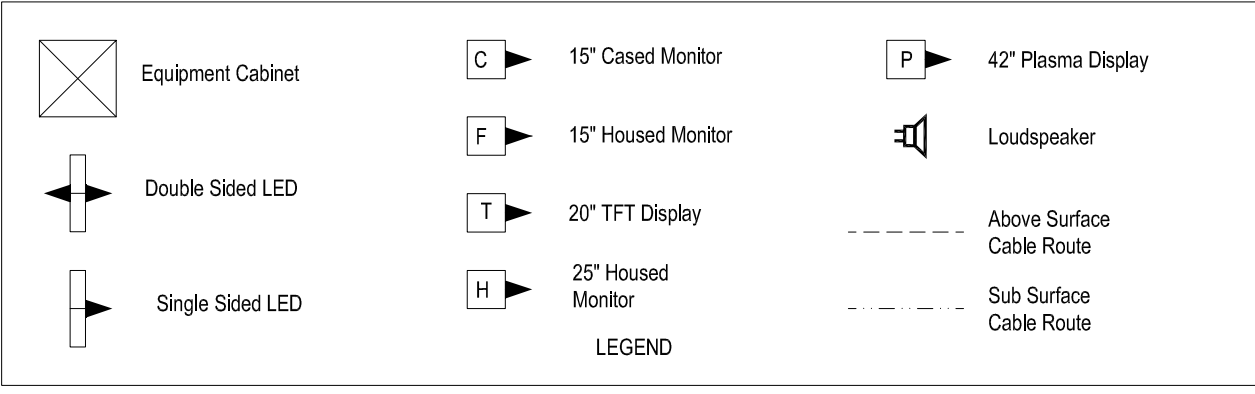 Equipment Cabinet
Double Sided LED
Single Sided LED
C
15" Cased Monitor
F
15" Housed Monitor
T
20" TFT Display
H
25" Housed
Monitor
LEGEND
P
42" Plasma Display
Loudspeaker
Above Surface
Cable Route
Sub Surface
Cable Route